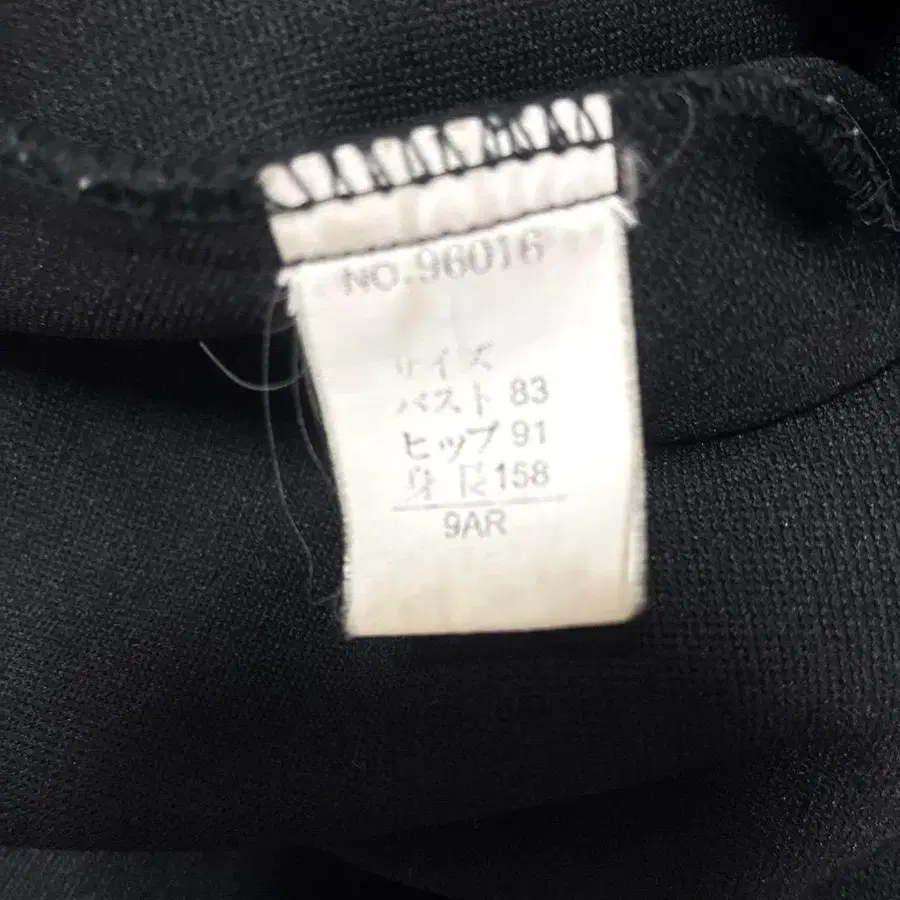 NO.96016
サイズ
バスト 83
ヒップ 91
身長 158
9AR